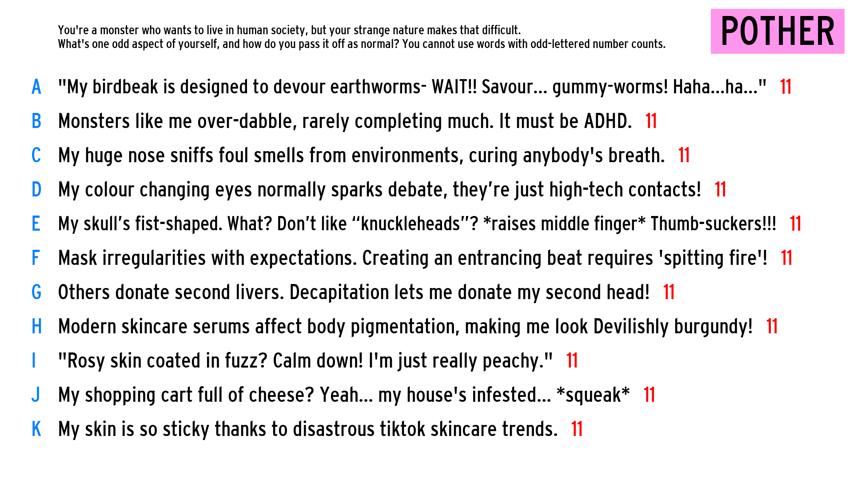 You're a monster who wants to live in human society, but your strange nature makes that difficult.
What's one odd aspect of yourself, and how do you pass it off as normal? You cannot use words with odd-lettered number counts.
POTHER
A "My birdbeak is designed to devour earthworms- WAIT!! Savour... gummy-worms! Haha...ha..." 11
B Monsters like me over-dabble, rarely completing much. It must be ADHD. 11
C My huge nose sniffs foul smells from environments, curing anybody's breath. 11
D My colour changing eyes normally sparks debate, they’re just high-tech contacts! 11
E My skull’s fist-shaped. What? Don’t like “knuckleheads”? *raises middle finger* Thumb-suckers!!! 11
F Mask irregularities with expectations. Creating an entrancing beat requires 'spitting fire'! 11
G Others donate second livers. Decapitation lets me donate my second head! 11
H Modern skincare serums affect body pigmentation, making me look Devilishly burgundy! 11
I "Rosy skin coated in fuzz? Calm down! I'm just really peachy." 11
J My shopping cart full of cheese? Yeah... my house's infested... *squeak* 11
K My skin is so sticky thanks to disastrous tiktok skincare trends. 11